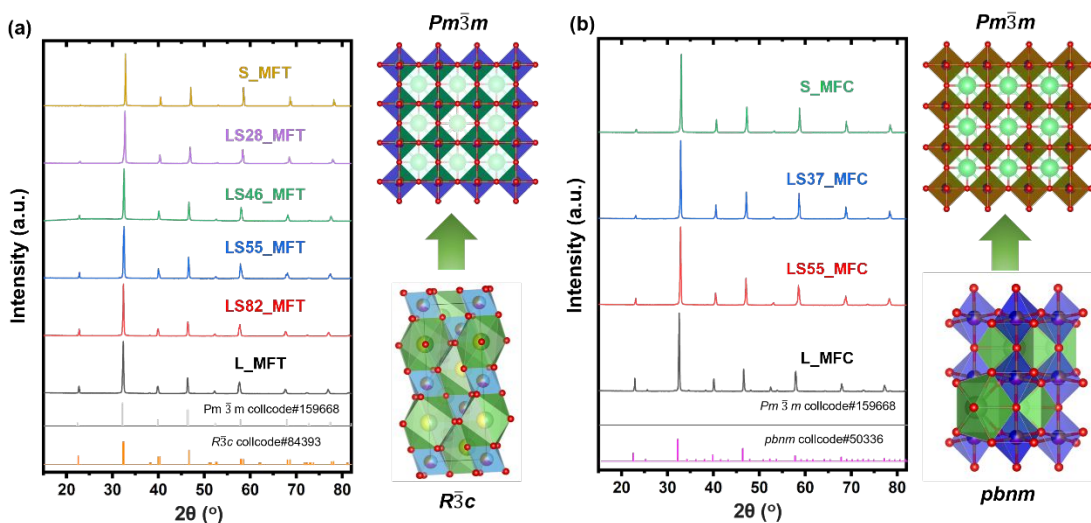 (a)
Intensity (a.u.)
S_MFT
LS28_MFT
LS46_MFT
LS55_MFT
LS82_MFT
L_MFT
Pm 3̅ m collcode#159668
R3̅c collcode#84393
20 30 40 50 60 70 80
2θ (°)
Pm3̅m
R3̅c
(b)
Intensity (a.u.)
S_MFC
LS37_MFC
LS55_MFC
L_MFC
Pm 3̅ m collcode#159668
pbnm collcode#50336
20 30 40 50 60 70 80
2θ (°)
Pm3̅m
pbnm